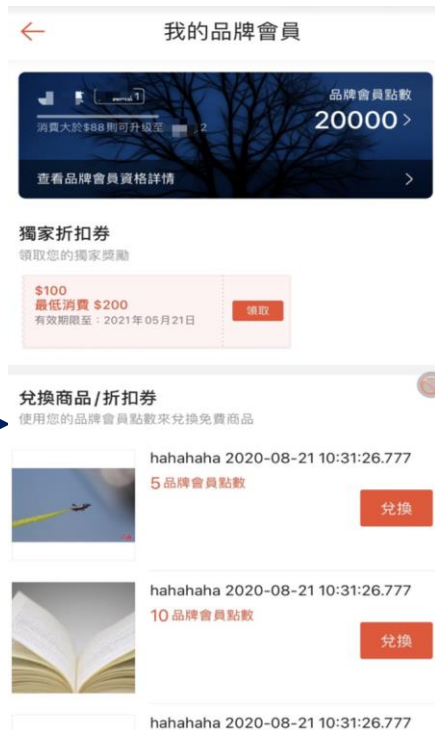 我的品牌會員
1
品牌會員點數
消費大於$88則可升級至 2
20000 >
查看品牌會員資格詳情 >
獨家折扣券
領取您的獨家獎勵
$100
最低消費 $200
有效期限至：2021年05月21日
領取
兌換商品/折扣券
使用您的品牌會員點數來兌換免費商品
hahahaha 2020-08-21 10:31:26.777
5 品牌會員點數
兌換
hahahaha 2020-08-21 10:31:26.777
10 品牌會員點數
兌換
hahahaha 2020-08-21 10:31:26.777